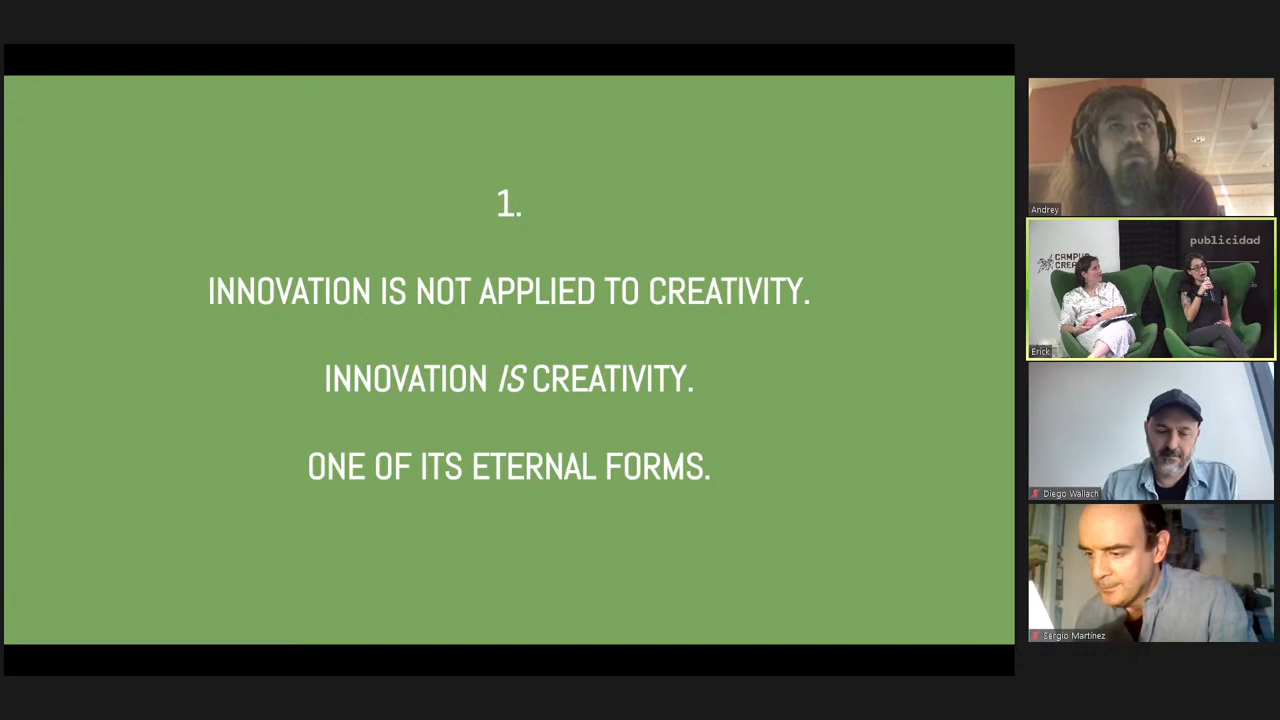 1.
INNOVATION IS NOT APPLIED TO CREATIVITY.
INNOVATION IS CREATIVITY.
ONE OF ITS ETERNAL FORMS.
Andrey
publicidad
CAMPUS
Erick
Diego Wallach
Sergio Martínez